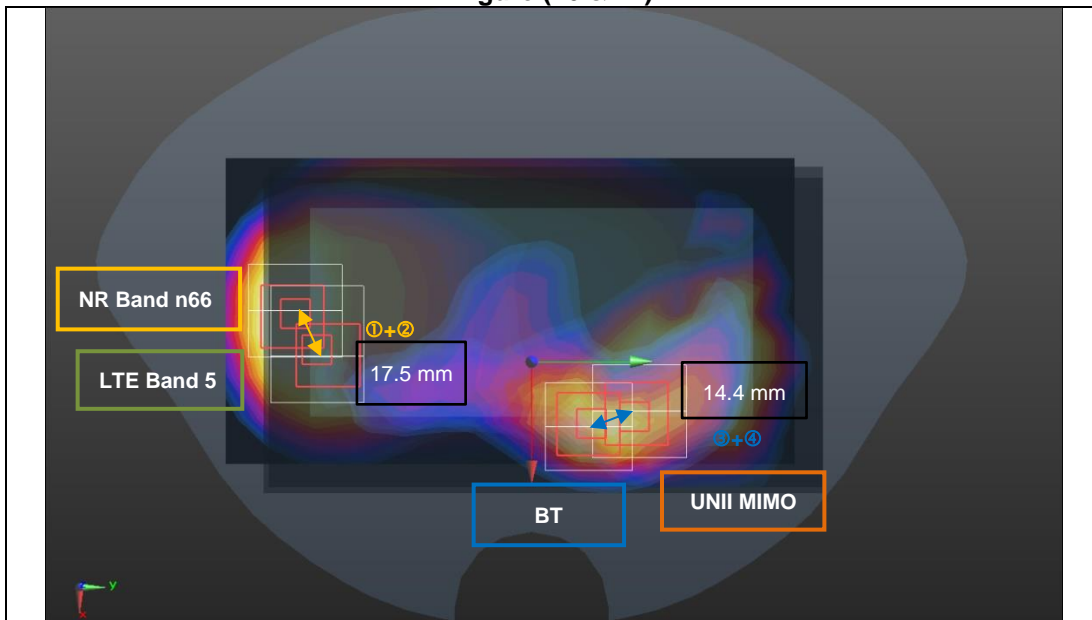 NR Band n66
①+②
LTE Band 5
17.5 mm
14.4 mm
③+④
BT
UNII MIMO
Y
X